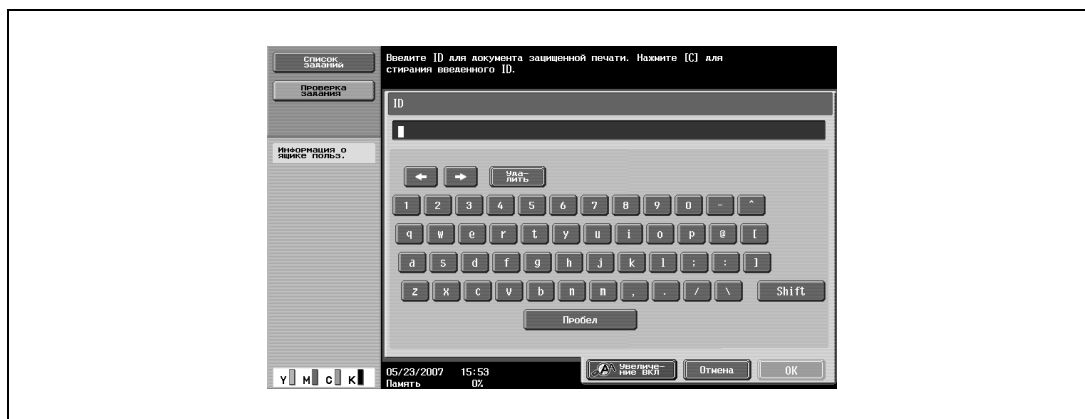 Список
заданий
Проверка
задания
Информация о
ящике польз.
Введите ID для документа защищенной печати. Нажмите [C] для
стирания введенного ID.
ID
← → Уда-
лить
1 2 3 4 5 6 7 8 9 0 - ^
q w e r t y u i o p @ [
a s d f g h j k l ; : ]
z x c v b n m , . / \ Shift
Пробел
Y M C K
05/23/2007 15:53
Память 0%
Увеличе-
ние ВКЛ
Отмена
OK